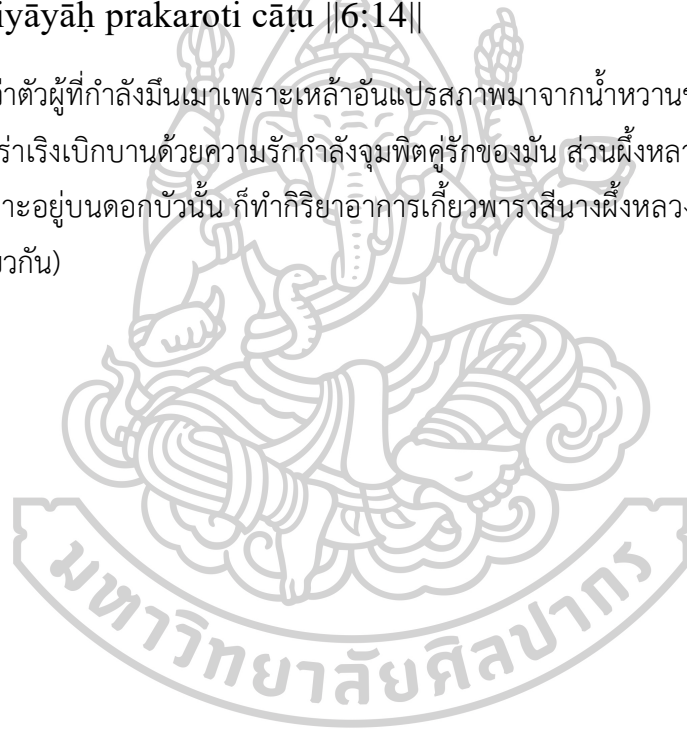 iyāyāḥ prakaroti cāṭu ||6:14||
่าตัวผู้ที่กำลังมึนเมาเพราะเหล้าอันแปรสภาพมาจากน้ำหวาน
ร่าเริงเบิกบานด้วยความรักกำลังจุมพิตคู่รักของมัน ส่วนผึ้งหลว
าะอยู่บนดอกบัวนั้น ก็ทำกิริยาอาการเกี้ยวพาราสีนางผึ้งหลวง
ยวกัน)
มหาวิทยาลัยศิลปากร